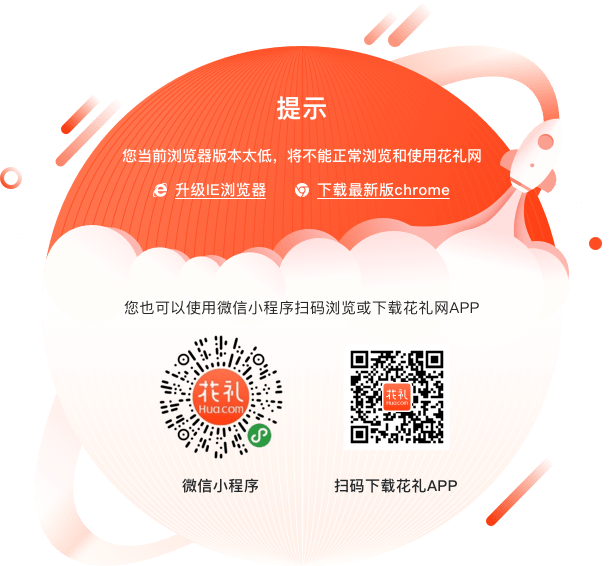 提示
您当前浏览器版本太低，将不能正常浏览和使用花礼网
升级IE浏览器 下载最新版chrome
您也可以使用微信小程序扫码浏览或下载花礼网APP
花礼 花礼
Hua.com Hua.com
微信小程序 扫码下载花礼APP